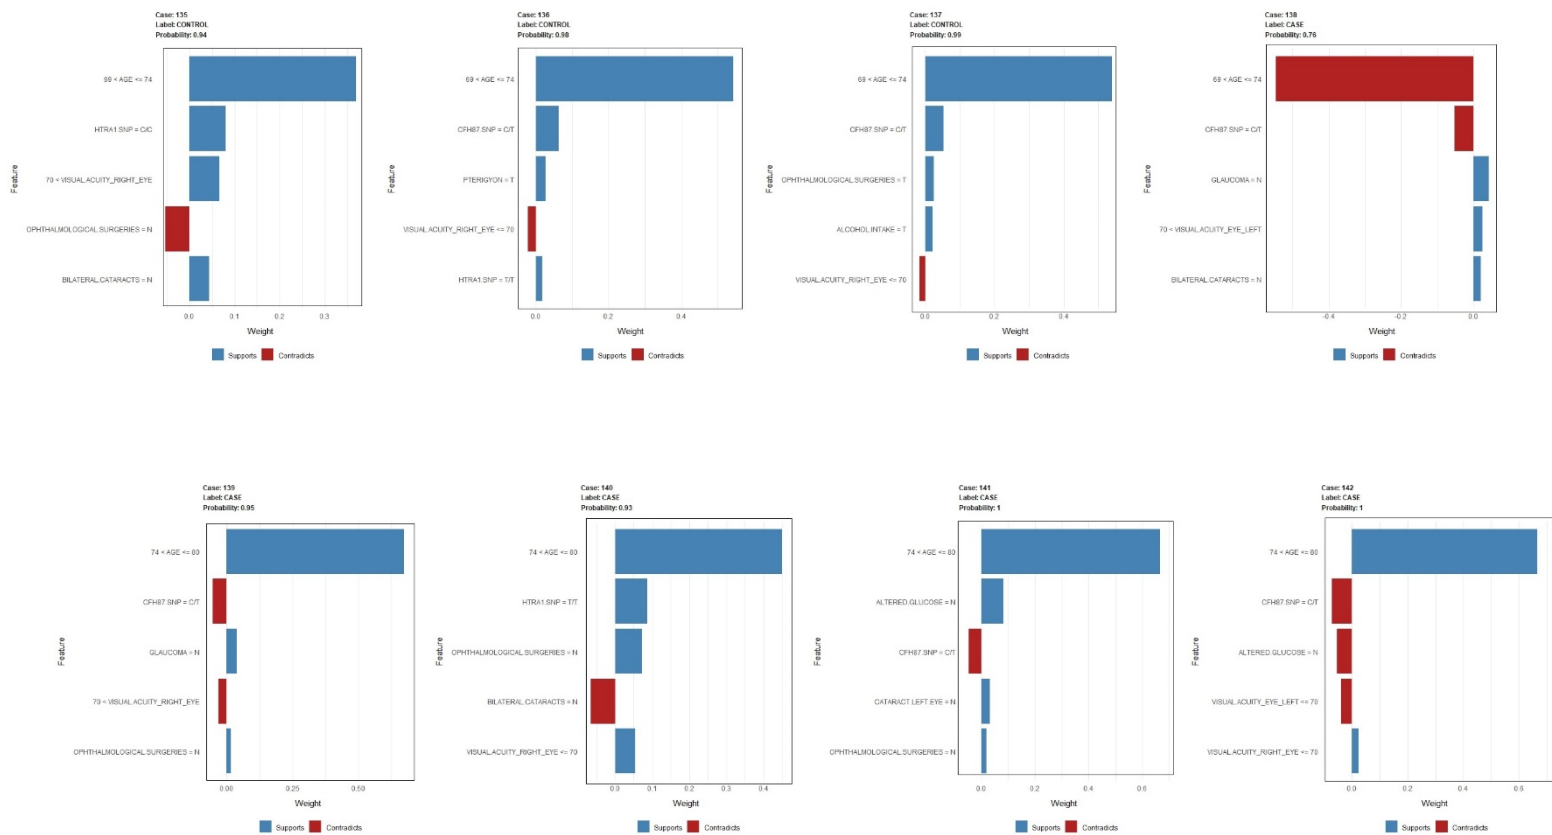 Case: 135
Label: CONTROL
Probability: 0.94
99 < AGE <= 74
HTRA1.SNP = C/C
70 < VISUAL.ACUITY_RIGHT_EYE
OPHTHALMOLOGICAL.SURGERIES = N
BILATERAL.CATARACTS = N
Feature
0.0 0.1 0.2 0.3
Weight
Supports Contradicts
Case: 136
Label: CONTROL
Probability: 0.98
69 < AGE <= 74
CFH87.SNP = C/T
PTERIGYON = T
VISUAL.ACUITY_RIGHT_EYE <= 70
HTRA1.SNP = T/T
Feature
0.0 0.2 0.4
Weight
Supports Contradicts
Case: 137
Label: CONTROL
Probability: 0.99
69 < AGE <= 74
CFH87.SNP = C/T
OPHTHALMOLOGICAL.SURGERIES = T
ALCOHOL.INTAKE = T
VISUAL.ACUITY_RIGHT_EYE <= 70
Feature
0.0 0.2 0.4
Weight
Supports Contradicts
Case: 138
Label: CASE
Probability: 0.76
69 < AGE <= 74
CFH87.SNP = C/T
GLAUCOMA = N
70 < VISUAL.ACUITY_EYE_LEFT
BILATERAL.CATARACTS = N
Feature
-0.4 -0.2 0.0
Weight
Supports Contradicts
Case: 139
Label: CASE
Probability: 0.95
74 < AGE <= 80
CFH87.SNP = C/T
GLAUCOMA = N
70 < VISUAL.ACUITY_RIGHT_EYE
OPHTHALMOLOGICAL.SURGERIES = N
Feature
0.00 0.25 0.50
Weight
Supports Contradicts
Case: 140
Label: CASE
Probability: 0.93
74 < AGE <= 80
HTRA1.SNP = T/T
OPHTHALMOLOGICAL.SURGERIES = N
BILATERAL.CATARACTS = N
VISUAL.ACUITY_RIGHT_EYE <= 70
Feature
0.0 0.1 0.2 0.3 0.4
Weight
Supports Contradicts
Case: 141
Label: CASE
Probability: 1
74 < AGE <= 80
ALTERED.GLUCOSE = N
CFH87.SNP = C/T
CATARACT.LEFT.EYE = N
OPHTHALMOLOGICAL.SURGERIES = N
Feature
0.0 0.2 0.4 0.6
Weight
Supports Contradicts
Case: 142
Label: CASE
Probability: 1
74 < AGE <= 80
CFH87.SNP = C/T
ALTERED.GLUCOSE = N
VISUAL.ACUITY_EYE_LEFT <= 70
VISUAL.ACUITY_RIGHT_EYE <= 70
Feature
0.0 0.2 0.4 0.6
Weight
Supports Contradicts